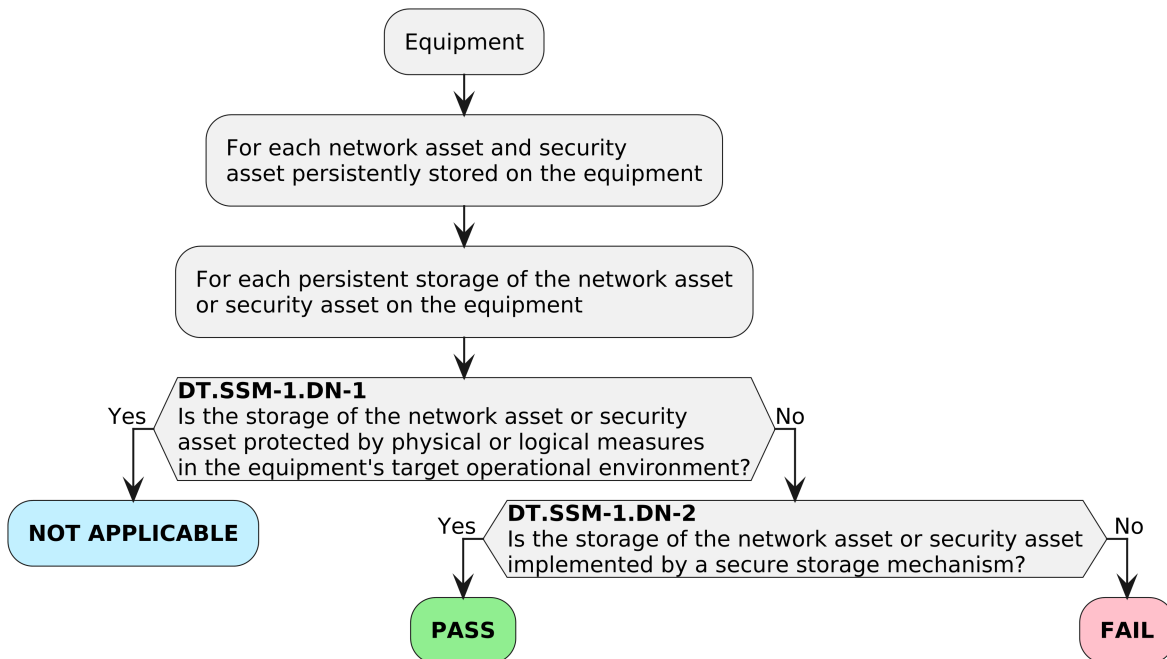 Equipment
For each network asset and security
asset persistently stored on the equipment
For each persistent storage of the network asset
or security asset on the equipment
DT.SSM-1.DN-1
Is the storage of the network asset or security
asset protected by physical or logical measures
in the equipment's target operational environment?
Yes
No
NOT APPLICABLE
DT.SSM-1.DN-2
Is the storage of the network asset or security asset
implemented by a secure storage mechanism?
Yes
No
PASS
FAIL